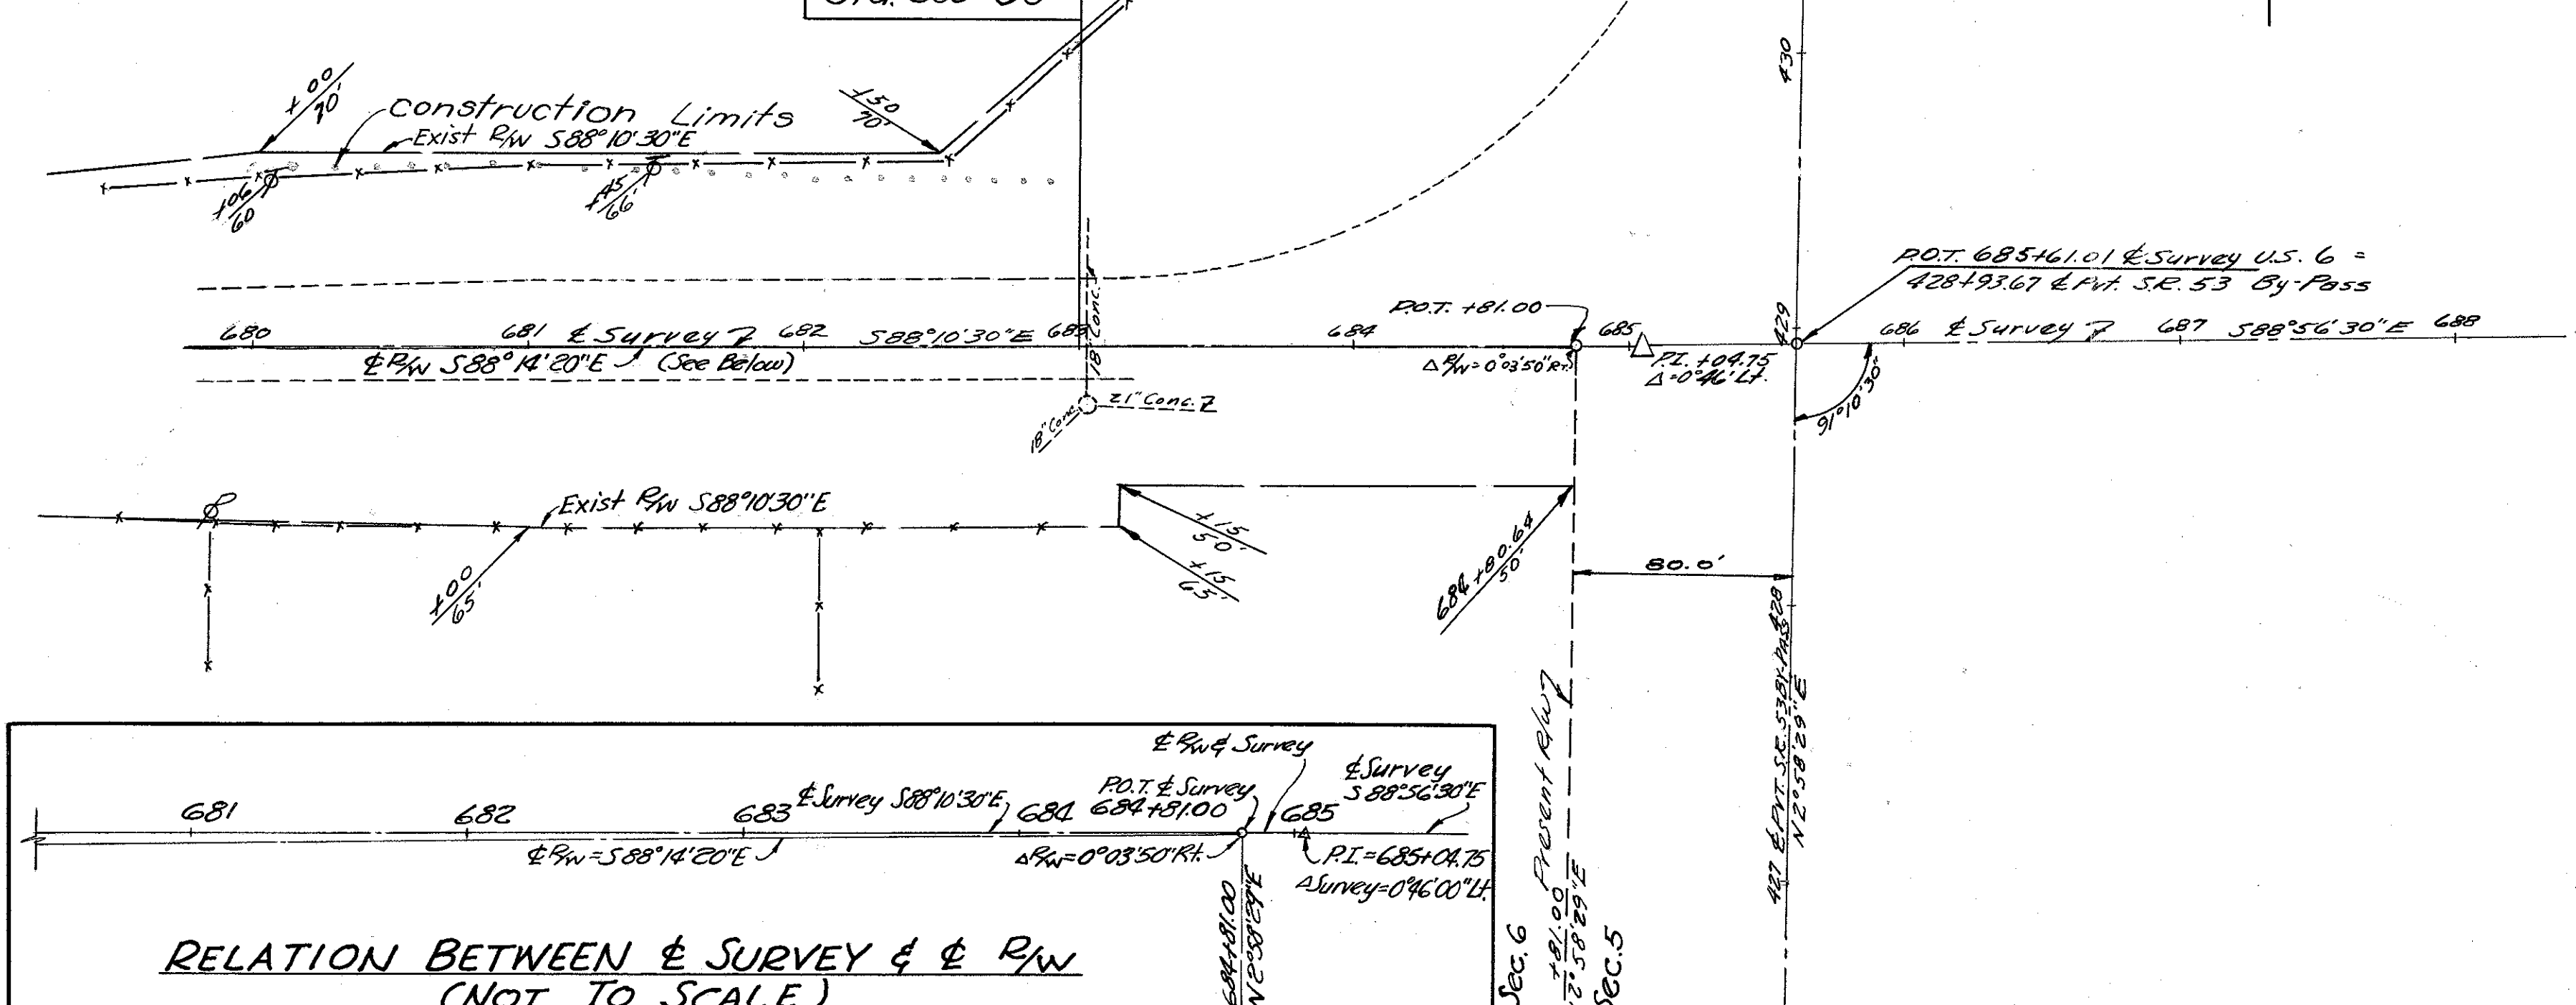 430
+00
70'
Construction Limits
+50
70'
Exist R/W S88°10'30"E
+06
60
+45
66'
18" Conc.
P.O.T. 685+61.01 ℄ Survey U.S. 6 =
428+93.67 ℄ Pvt. S.R. 53 By-Pass
P.O.T. +81.00
429
680
681
℄ Survey
682
S88°10'30"E
683
684
685
686
℄ Survey
687
S88°56'30"E
688
℄ R/W S88°14'20"E
(See Below)
Δ R/W = 0°03'50" Rt.
P.I. +04.75
Δ=0°46' Lt.
91°10'30"
18" Conc.
21" Conc.
Exist R/W S88°10'30"E
+15
50'
+15
65'
+00
65'
684+80.64
50'
80.0'
428
℄ PVT. S.R. 53 BY-PASS
N 2°58'29"E
427
Present R/W
+81.00
2°58'29"E
Sec. 6
Sec. 5
℄ R/W & Survey
℄ Survey S88°10'30"E
P.O.T. ℄ Survey
684+81.00
℄ Survey
S88°56'30"E
681
682
683
684
685
℄ R/W = S88°14'20"E
ΔR/W=0°03'50"Rt.
P.I.=685+04.75
ΔSurvey=0°46'00"Lt.
684+81.00
N2°58'29"E
RELATION BETWEEN ℄ SURVEY & ℄ R/W
(NOT TO SCALE)